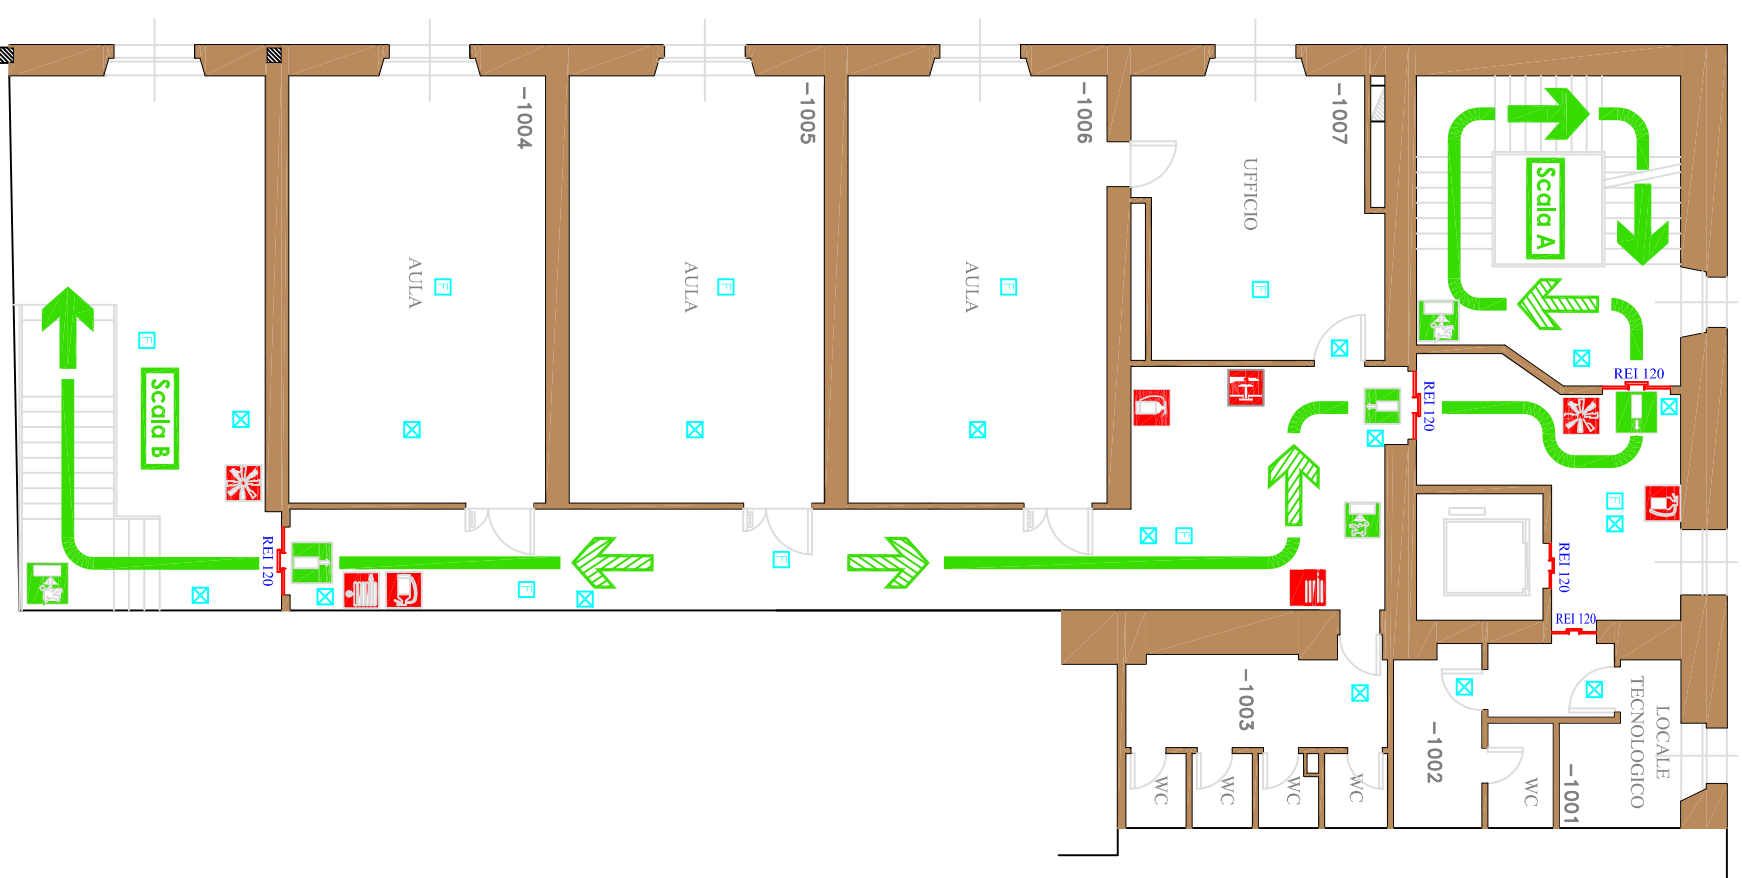 -1004
-1005
-1006
-1007
UFFICIO
AULA
AULA
AULA
Scala A
Scala B
REI 120
REI 120
REI 120
REI 120
REI 120
F
F
F
F
F
F
F
F
F
-1003
-1002
-1001
LOCALE
TECNOLOGICO
WC
WC
WC
WC
WC